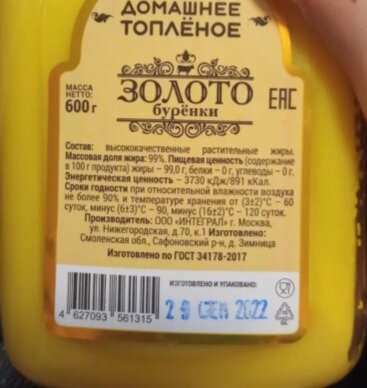 ДОМАШНЕЕ
ТОПЛЁНОЕ
МАССА
НЕТТО:
600 г
ЗОЛОТО
бурёнки
EAC
Состав: высококачественные растительные жиры.
Массовая доля жира: 99%. Пищевая ценность (содержание
в 100 г продукта) жиры – 99,0 г, белки – 0 г, углеводы – 0 г.
Энергетическая ценность – 3730 кДж/891 кКал.
Сроки годности при относительной влажности воздуха
не более 90% и температуре хранения от (3±2)°С – 60
суток, минус (6±3)°С – 90, минус (16±2)°С – 120 суток.
Производитель: ООО «ИНТЕГРАЛ» г. Москва,
ул. Нижегородская, д.70, к.1 Изготовлено:
Смоленская обл., Сафоновский р-н, д. Зимница
Изготовлено по ГОСТ 34178-2017
ИЗГОТОВЛЕНО И УПАКОВАНО:
4 627093 561315
29 СЕН 2022